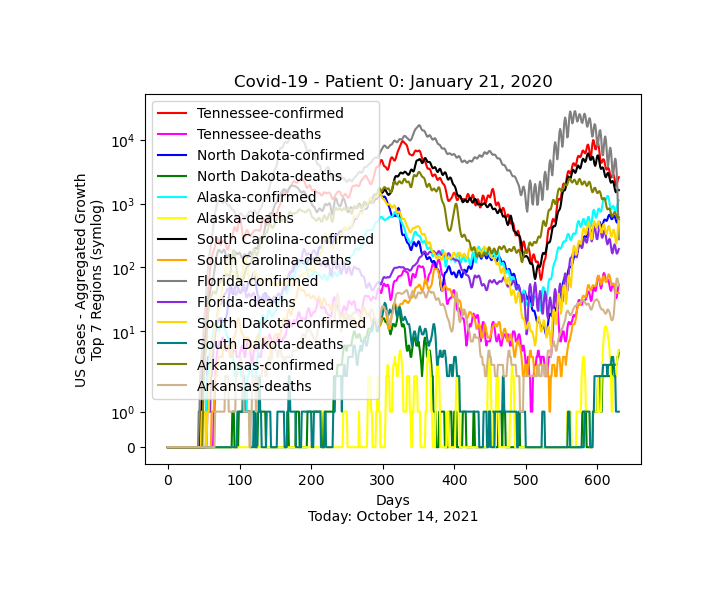 Covid-19 - Patient 0: January 21, 2020
US Cases - Aggregated Growth
Top 7 Regions (symlog)
10^4
10^3
10^2
10^1
10^0
0
Tennessee-confirmed
Tennessee-deaths
North Dakota-confirmed
North Dakota-deaths
Alaska-confirmed
Alaska-deaths
South Carolina-confirmed
South Carolina-deaths
Florida-confirmed
Florida-deaths
South Dakota-confirmed
South Dakota-deaths
Arkansas-confirmed
Arkansas-deaths
0 100 200 300 400 500 600
Days
Today: October 14, 2021